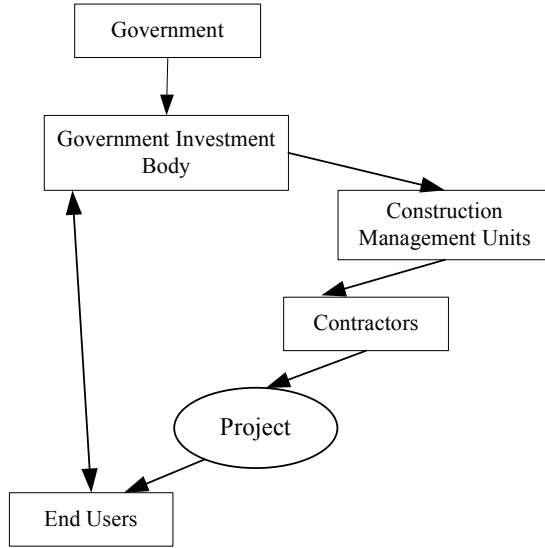 Government
Government Investment
Body
Construction
Management Units
Contractors
Project
End Users